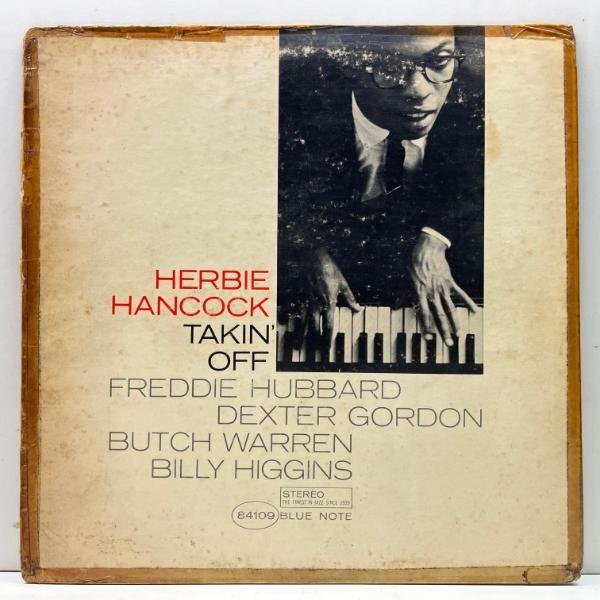 HERBIE
HANCOCK
TAKIN'
OFF
FREDDIE HUBBARD
DEXTER GORDON
BUTCH WARREN
BILLY HIGGINS
STEREO
THE FINEST IN JAZZ SINCE 1939
84109 BLUE NOTE